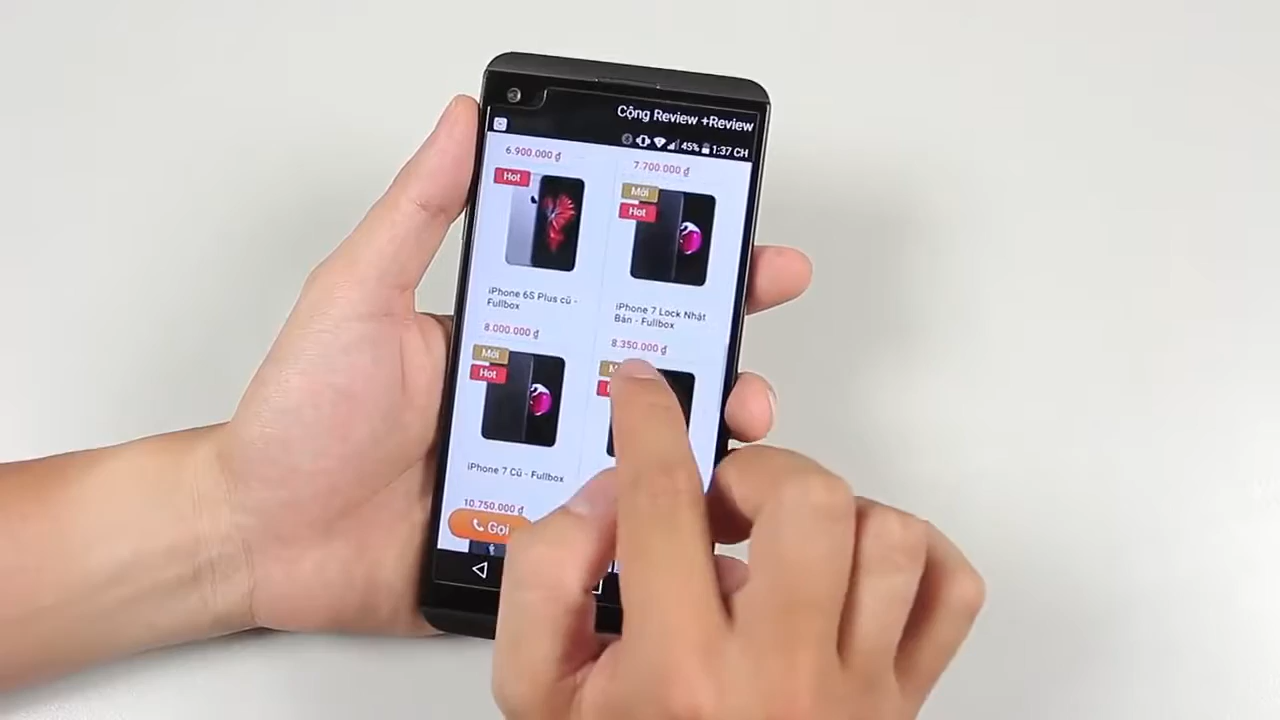 Cộng Review +Review
45% 1:37 CH
6.900.000 ₫
7.700.000 ₫
Hot
Mới
Hot
iPhone 6S Plus cũ -
Fullbox
iPhone 7 Lock Nhật
Bản - Fullbox
8.000.000 ₫
8.350.000 ₫
Mới
Hot
iPhone 7 Cũ - Fullbox
10.750.000 ₫
Gọi